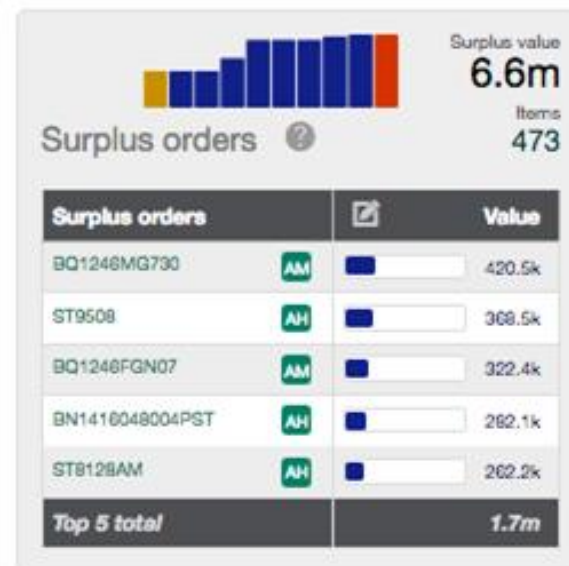 Surplus value
6.6m
Items
473
Surplus orders ?
Surplus orders Value
BQ1246MG730 AM 420.5k
ST9508 AH 368.5k
BQ1246FGN07 AM 322.4k
BN1416048004PST AH 282.1k
ST8128AM AH 262.2k
Top 5 total 1.7m